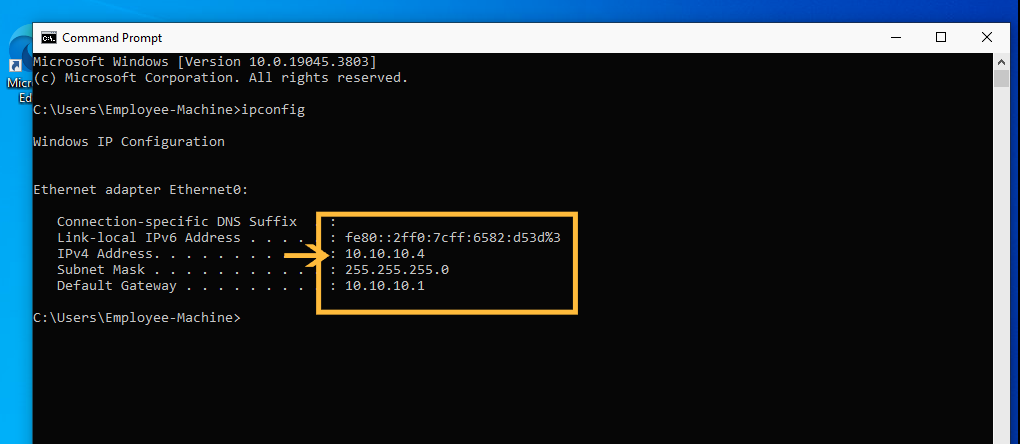 Command Prompt
Microsoft Windows [Version 10.0.19045.3803]
(c) Microsoft Corporation. All rights reserved.
C:\Users\Employee-Machine>ipconfig
Windows IP Configuration
Ethernet adapter Ethernet0:
Connection-specific DNS Suffix  :
Link-local IPv6 Address . . . . : fe80::2ff0:7cff:6582:d53d%3
IPv4 Address. . . . . . . . : 10.10.10.4
Subnet Mask . . . . . . . . . . : 255.255.255.0
Default Gateway . . . . . . . . : 10.10.10.1
C:\Users\Employee-Machine>
Micr
Ed